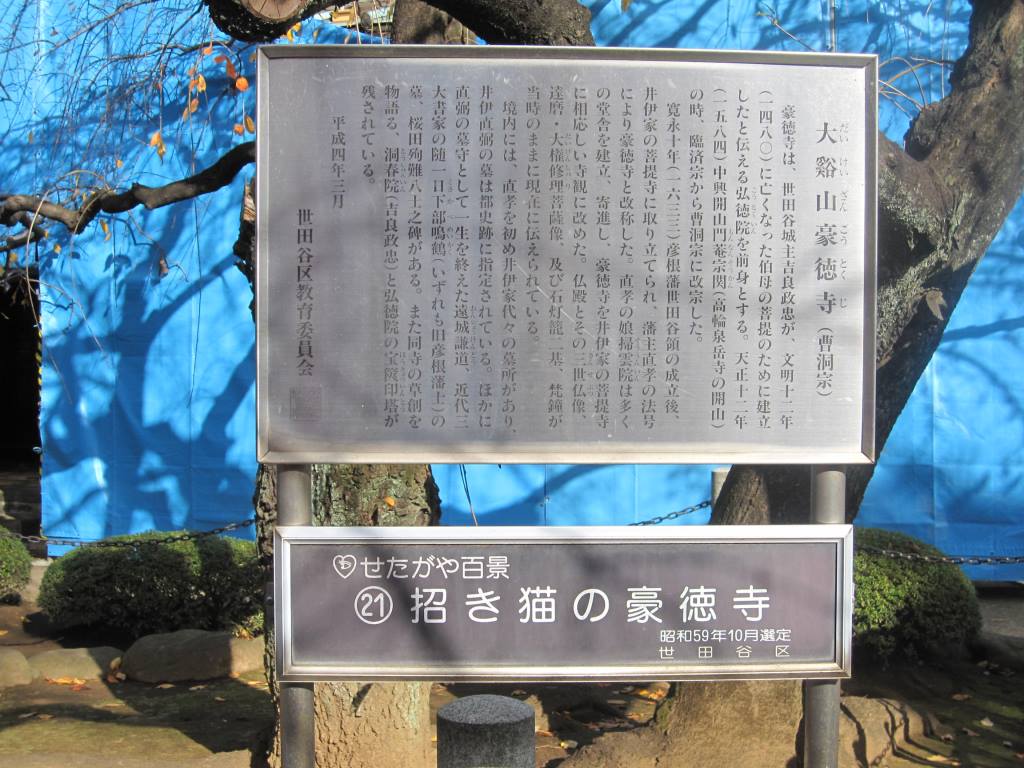 大谿山豪徳寺(曹洞宗)
だい けい ざん ごう とく じ
豪徳寺は、世田谷城主吉良政忠が、文明十二年
(一四八〇)に亡くなった伯母の菩提のために建立
したと伝える弘徳院を前身とする。天正十二年
(一五八四)中興開山門菴宗関(高輪泉岳寺の開山)
の時、臨済宗から曹洞宗に改宗した。
寛永十年(一六三三)彦根藩世田谷領の成立後、
井伊家の菩提寺に取り立てられ、藩主直孝の法号
により豪徳寺と改称した。直孝の娘掃雲院は多く
の堂舎を建立、寄進し、豪徳寺を井伊家の菩提寺
に相応しい寺観に改めた。仏殿とその三世仏像、
達磨・大権修理菩薩像、及び石灯籠二基、梵鐘が
当時のままに現在に伝えられている。
境内には、直孝を初め井伊家代々の墓所があり、
井伊直弼の墓は都史跡に指定されている。ほかに
直弼の墓守として一生を終えた遠城謙道、近代三
大書家の随一日下部鳴鶴(いずれも旧彦根藩士)の
墓、桜田殉難八士之碑がある。また同寺の草創を
物語る、洞春院(吉良政忠)と弘徳院の宝篋印塔が
残されている。
平成四年三月
世田谷区教育委員会
せたがや百景
㉑ 招き猫の豪徳寺
昭和59年10月選定
世田谷区